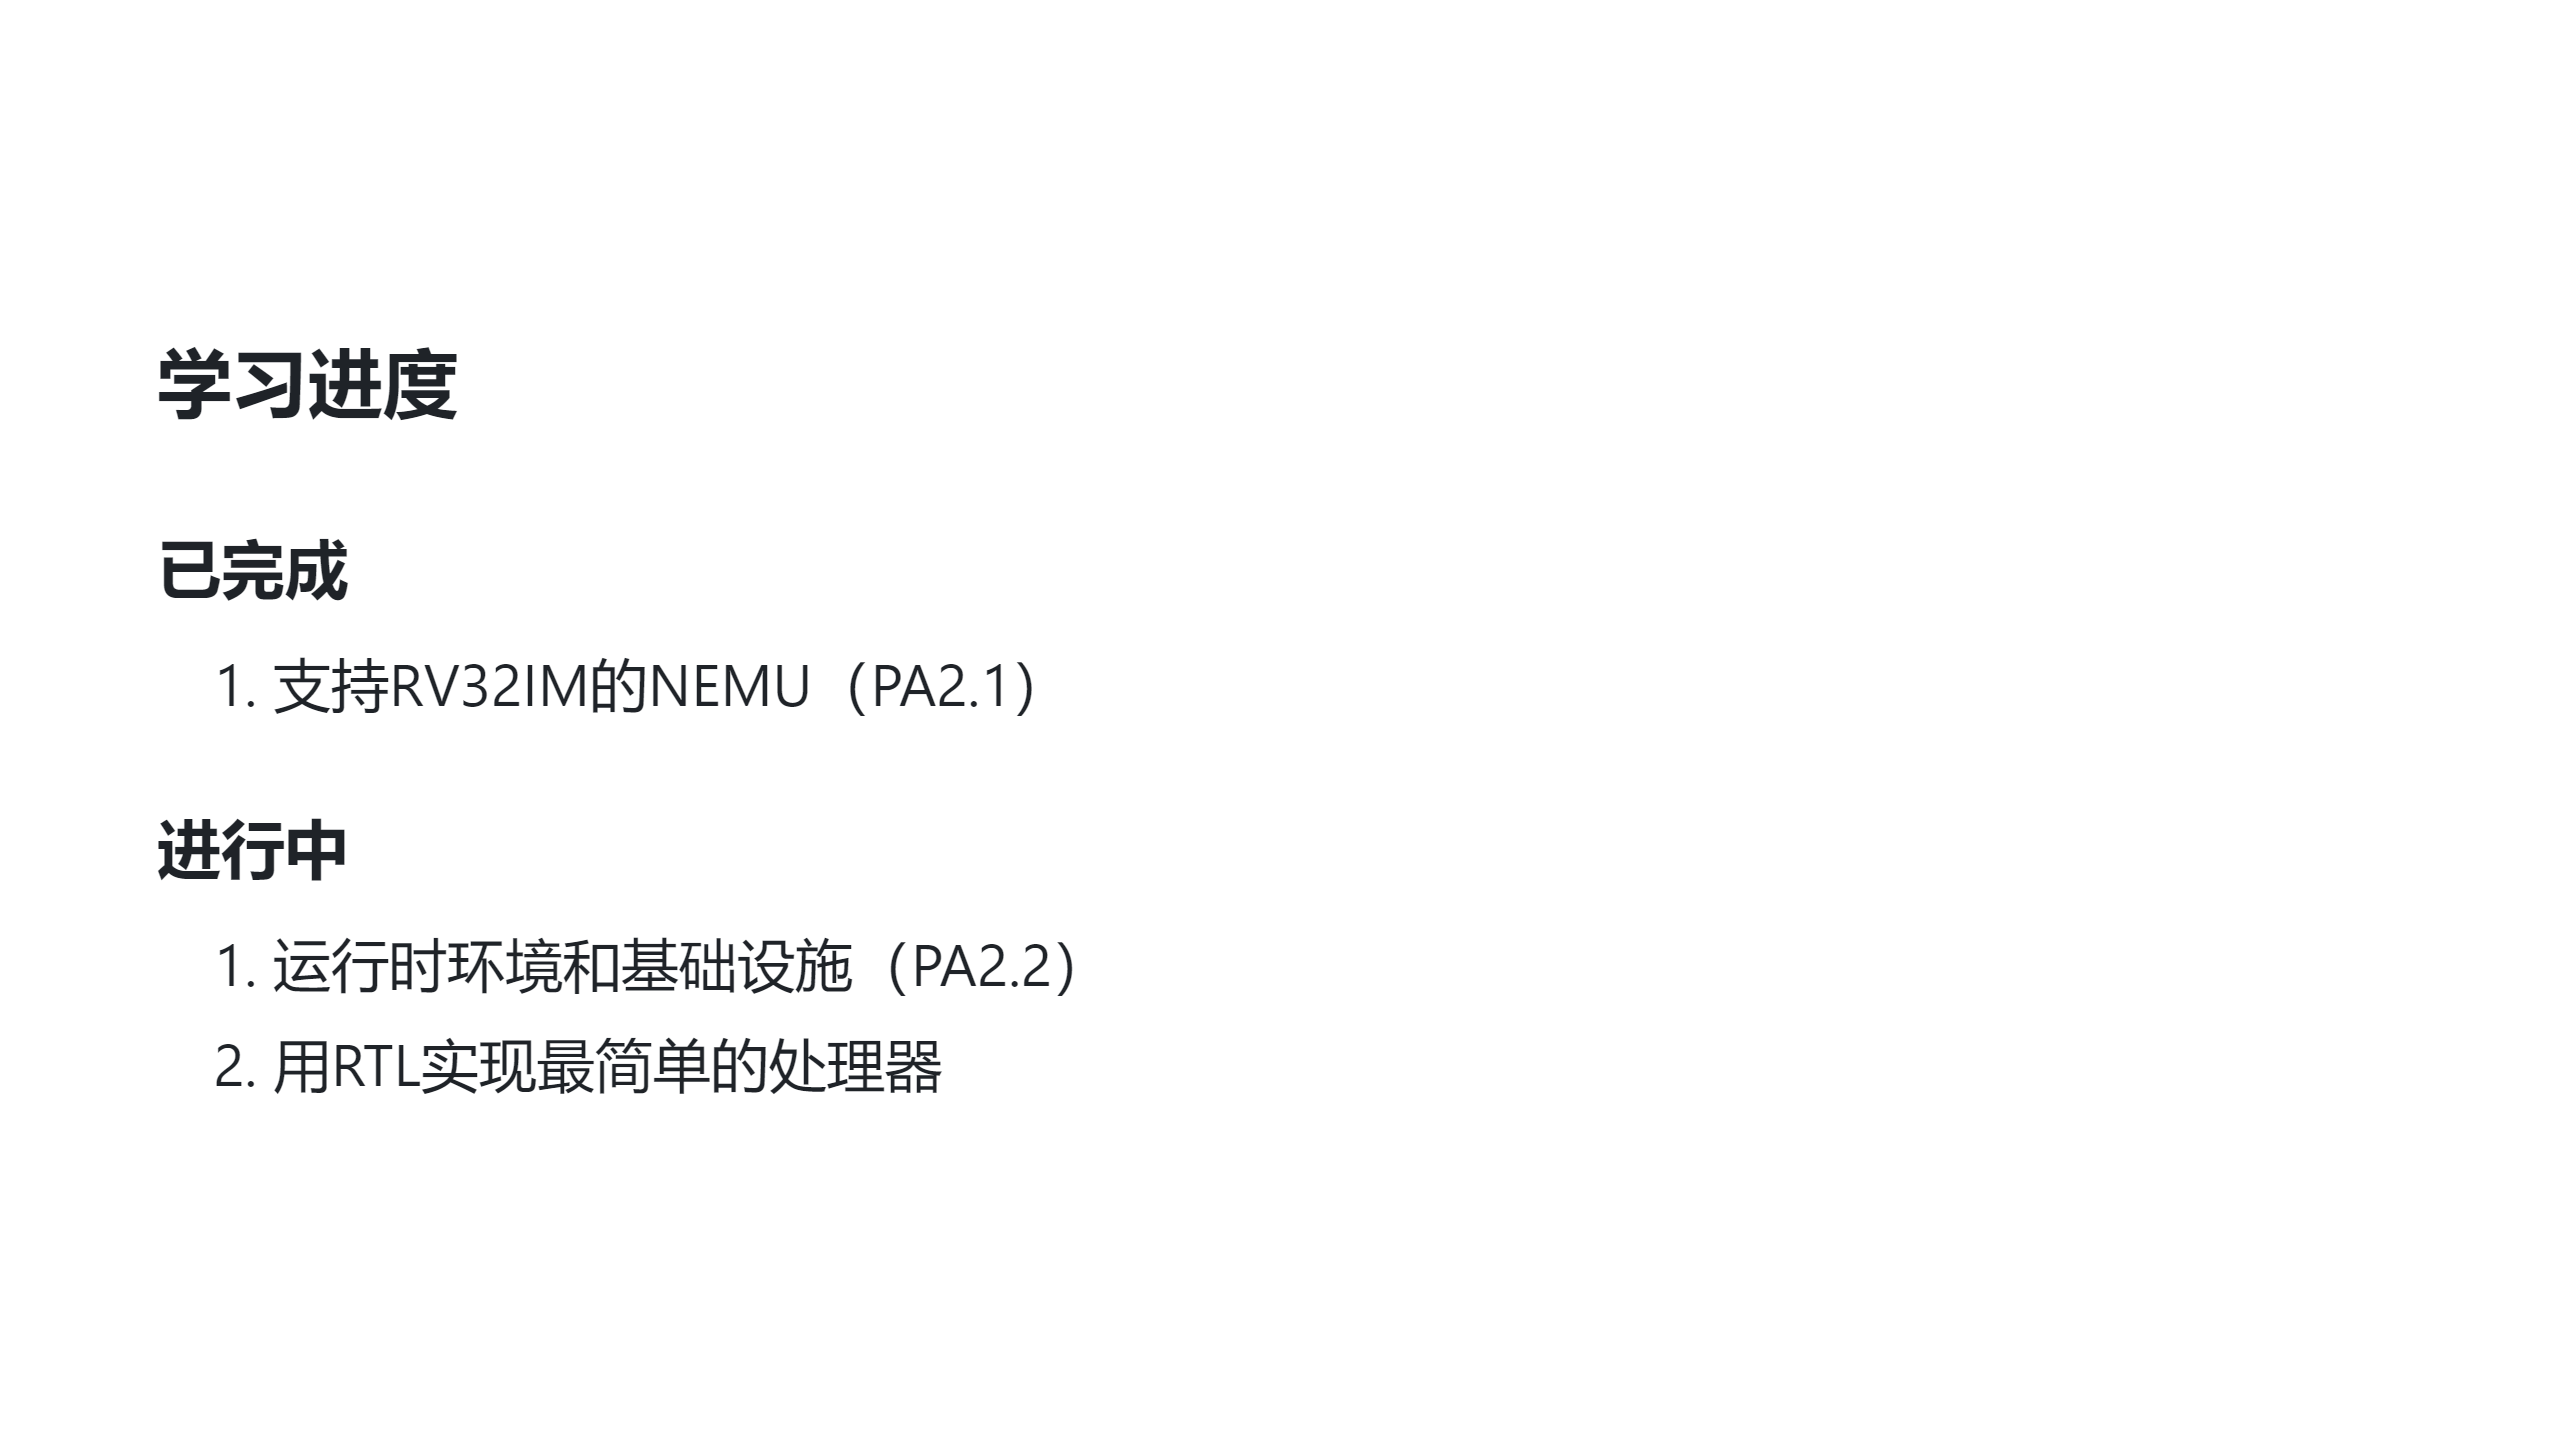 学习进度
已完成
1. 支持RV32IM的NEMU（PA2.1）
进行中
1. 运行时环境和基础设施（PA2.2）
2. 用RTL实现最简单的处理器